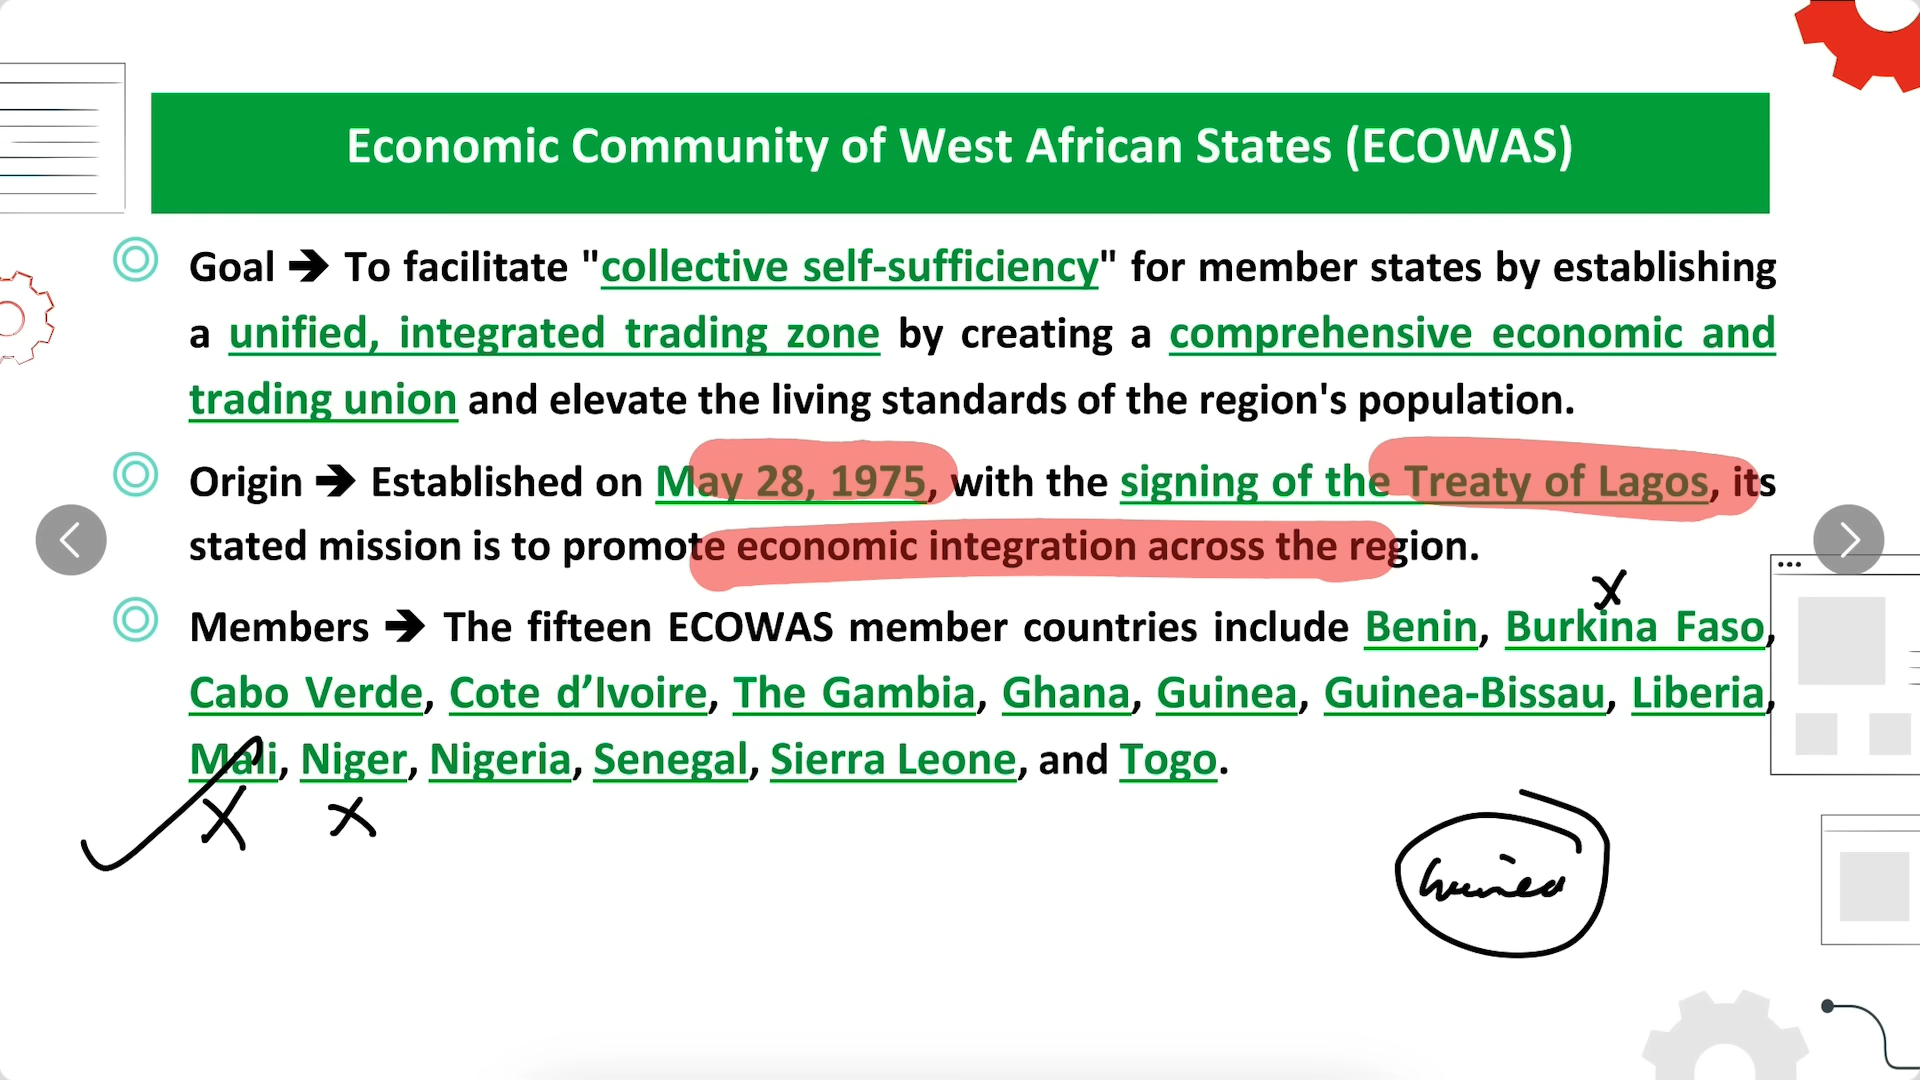 Economic Community of West African States (ECOWAS)
Goal ➔ To facilitate "collective self-sufficiency" for member states by establishing
a unified, integrated trading zone by creating a comprehensive economic and
trading union and elevate the living standards of the region's population.
Origin ➔ Established on May 28, 1975, with the signing of the Treaty of Lagos, its
stated mission is to promote economic integration across the region.
x
Members ➔ The fifteen ECOWAS member countries include Benin, Burkina Faso,
Cabo Verde, Cote d’Ivoire, The Gambia, Ghana, Guinea, Guinea-Bissau, Liberia,
Mali, Niger, Nigeria, Senegal, Sierra Leone, and Togo.
x x
Guinea